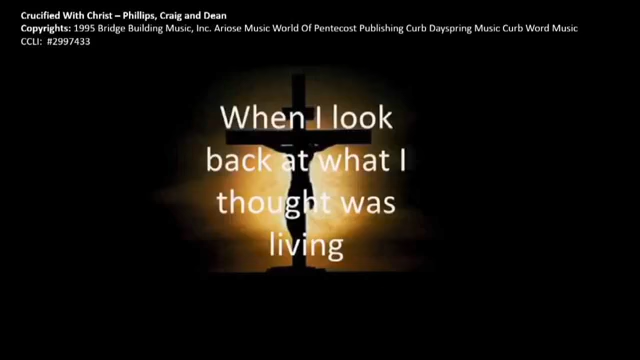 Crucified With Christ – Phillips, Craig and Dean
Copyrights: 1995 Bridge Building Music, Inc. Ariose Music World Of Pentecost Publishing Curb Dayspring Music Curb Word Music
CCLI:  #2997433
When I look
back at what I
thought was
living